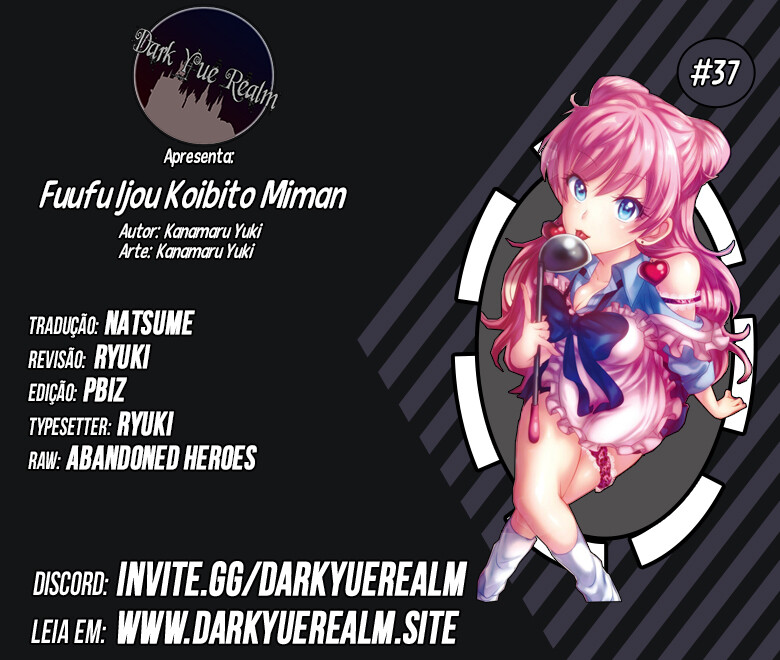 Dark Yue Realm
#37
Apresenta:
Fuufu Ijou Koibito Miman
Autor: Kanamaru Yuki
Arte: Kanamaru Yuki
TRADUÇÃO: NATSUME
REVISÃO: RYUKI
EDIÇÃO: PBIZ
TYPESETTER: RYUKI
RAW: ABANDONED HEROES
DISCORD: INVITE.GG/DARKYUEREALM
LEIA EM: WWW.DARKYUEREALM.SITE